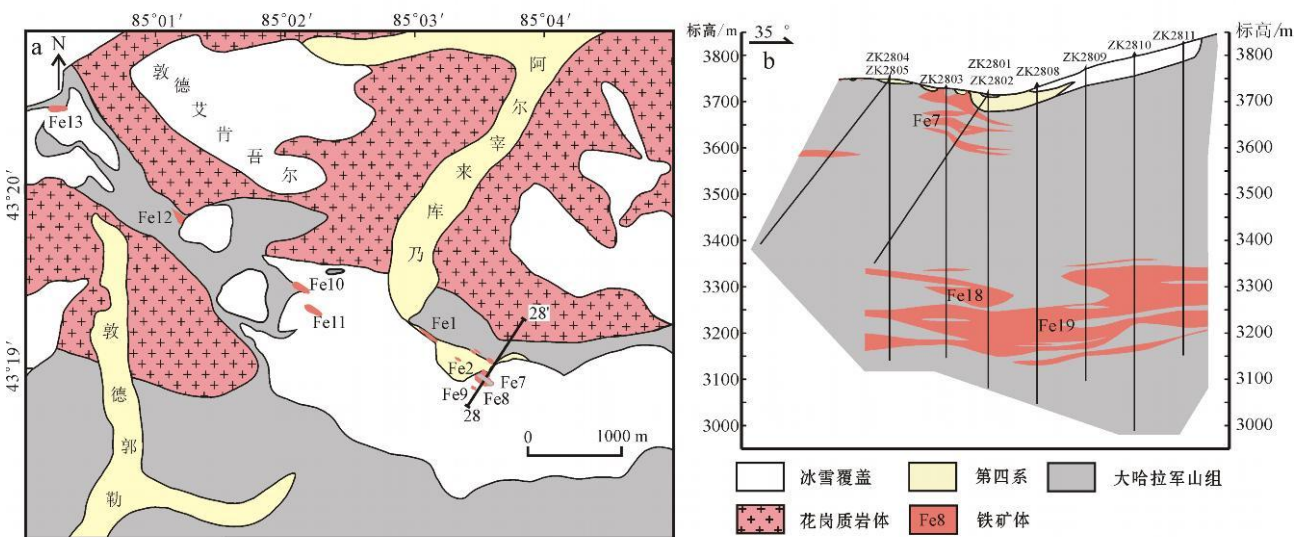 85°01′ 85°02′ 85°03′ 85°04′
a
N
敦德艾肯吾尔
阿尔宰来库乃
Fe13
43°20′
Fe12
Fe10
Fe11
Fe1
28′
43°19′
敦德郭勒
Fe2
Fe7
Fe9
Fe8
28
0 1000 m
标高/m 35° 标高/m
b
ZK2804
ZK2805
ZK2803
ZK2801
ZK2802
ZK2808
ZK2809
ZK2810
ZK2811
3850
3800 3800
3700 3700
3600 3600
3500 3500
3400 3400
3300 3300
3200 3200
3100 3100
3000 3000
Fe7
Fe18
Fe19
冰雪覆盖 第四系 大哈拉军山组
花岗质岩体 Fe8 铁矿体